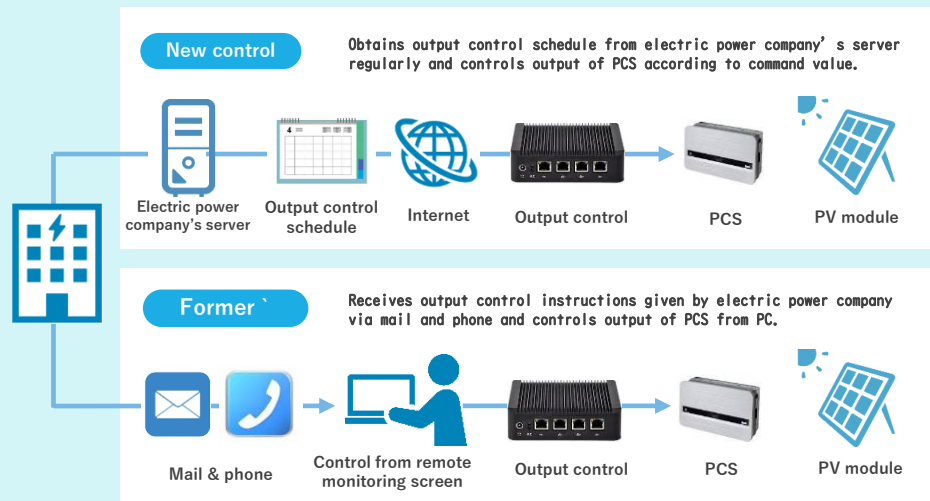 New control
Obtains output control schedule from electric power company’s server
regularly and controls output of PCS according to command value.
4
Electric power
company’s server
Output control
schedule
Internet
Output control
PCS
PV module
Former `
Receives output control instructions given by electric power company
via mail and phone and controls output of PCS from PC.
Mail & phone
Control from remote
monitoring screen
Output control
PCS
PV module